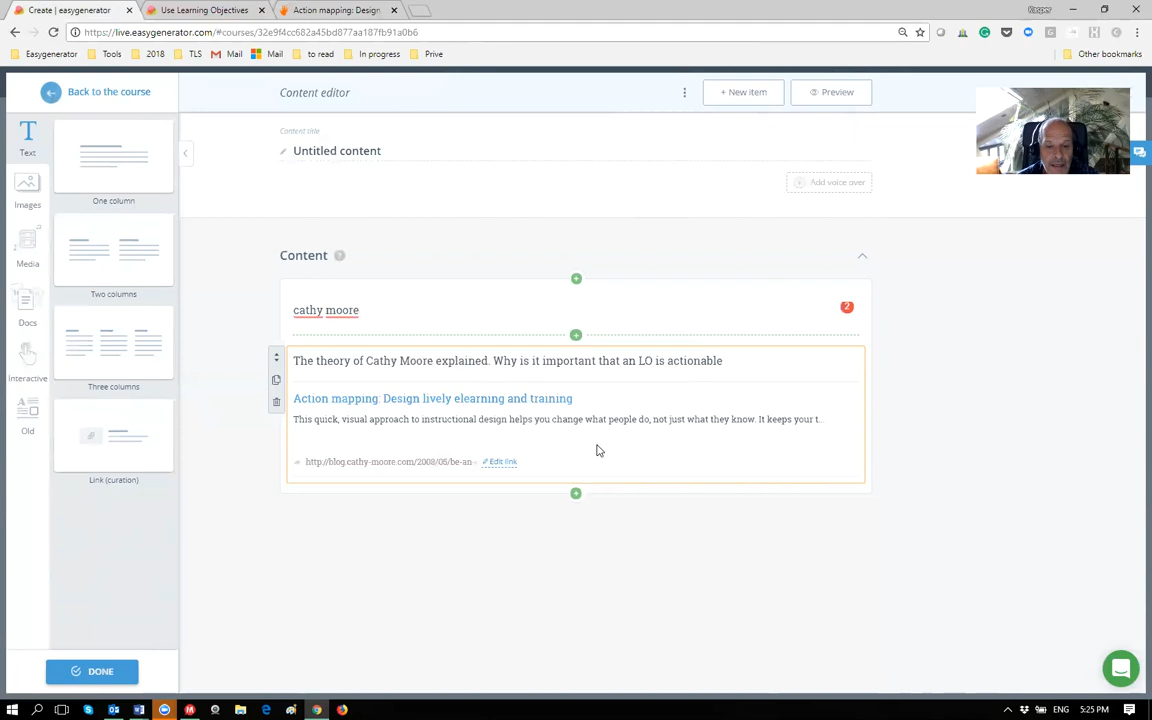 Create | easygenerator
Use Learning Objectives
Action mapping: Design
Kasper
https://live.easygenerator.com/#courses/32e9f4cc682a45bd877aa187fb91a0b6
Easygenerator
Tools
2018
TLS
Mail
Mail
to read
In progress
Prive
Other bookmarks
Back to the course
Content editor
+ New item
Preview
Text
Images
Media
Docs
Interactive
Old
One column
Two columns
Three columns
Link (curation)
Content title
Untitled content
Add voice over
Content ?
cathy moore
2
The theory of Cathy Moore explained. Why is it important that an LO is actionable
Action mapping: Design lively elearning and training
This quick, visual approach to instructional design helps you change what people do, not just what they know. It keeps your t...
http://blog.cathy-moore.com/2008/05/be-an
Edit link
DONE
ENG
5:25 PM